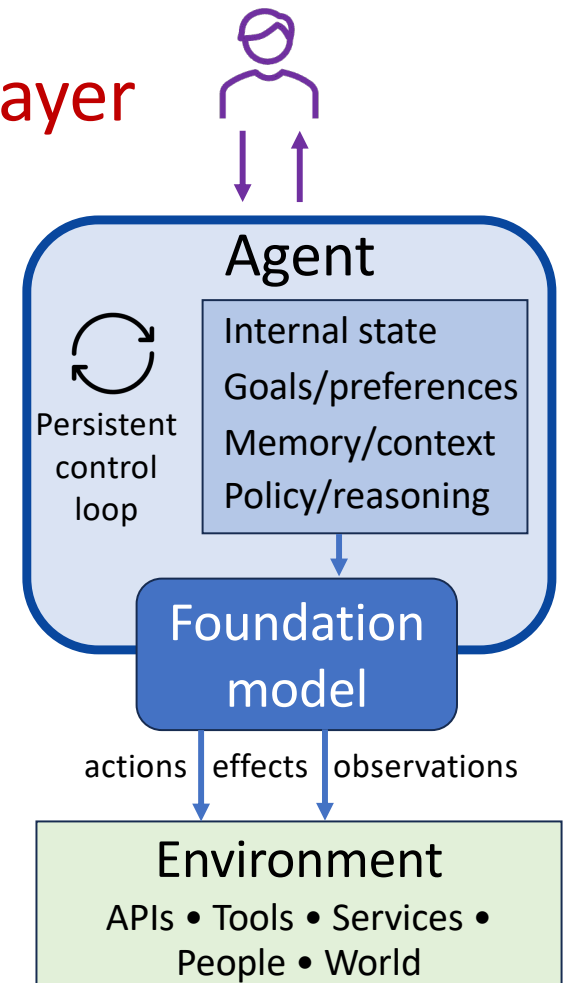 ayer
Agent
Internal state
Goals/preferences
Memory/context
Policy/reasoning
Persistent
control
loop
Foundation
model
actions effects observations
Environment
APIs • Tools • Services •
People • World